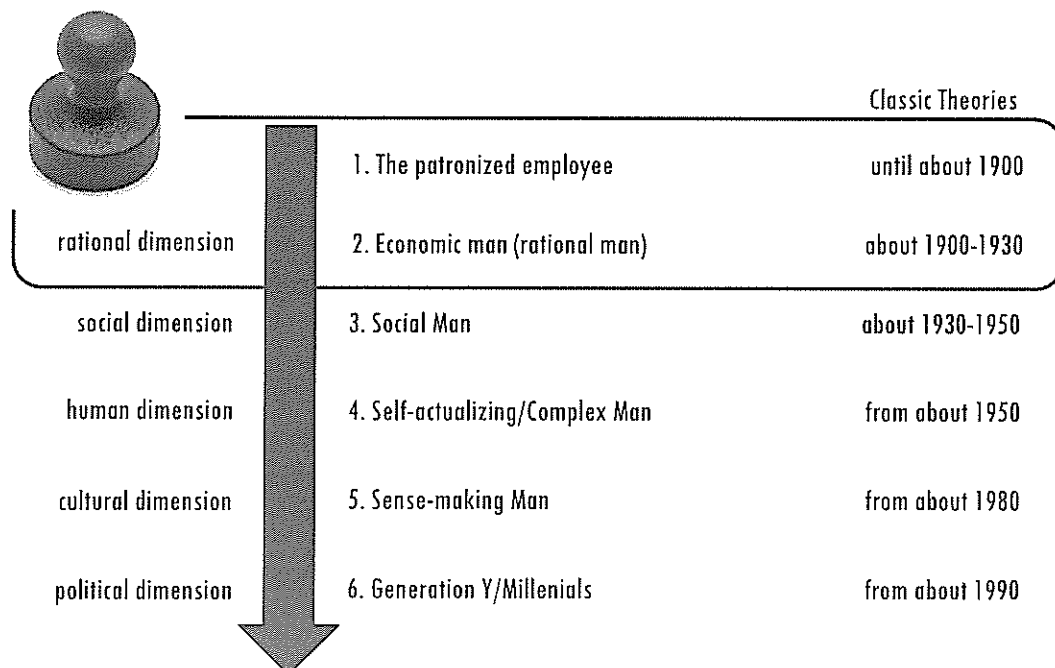 Classic Theories
1. The patronized employee until about 1900
rational dimension 2. Economic man (rational man) about 1900-1930
social dimension 3. Social Man about 1930-1950
human dimension 4. Self-actualizing/Complex Man from about 1950
cultural dimension 5. Sense-making Man from about 1980
political dimension 6. Generation Y/Millenials from about 1990